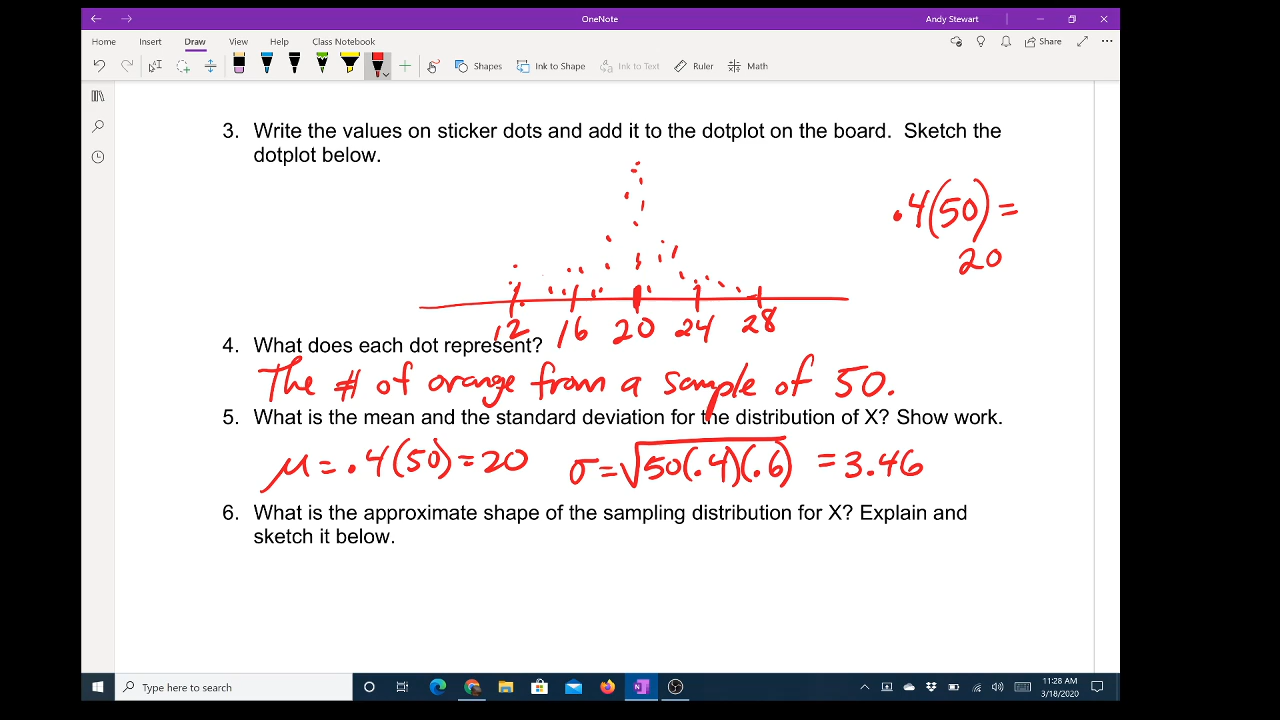 OneNote
Andy Stewart
Home Insert Draw View Help Class Notebook
Share
Shapes Ink to Shape Ink to Text Ruler Math
3. Write the values on sticker dots and add it to the dotplot on the board. Sketch the
dotplot below.
.4(50) =
20
12 16 20 24 28
4. What does each dot represent?
The # of orange from a sample of 50.
5. What is the mean and the standard deviation for the distribution of X? Show work.
μ = .4(50) = 20 σ = √50(.4)(.6) = 3.46
6. What is the approximate shape of the sampling distribution for X? Explain and
sketch it below.
Type here to search
11:28 AM
3/18/2020